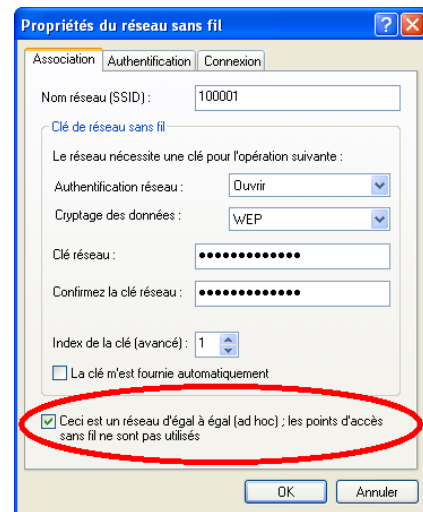 Propriétés du réseau sans fil
Association Authentification Connexion
Nom réseau (SSID) : 100001
Clé de réseau sans fil
Le réseau nécessite une clé pour l'opération suivante :
Authentification réseau : Ouvrir
Cryptage des données : WEP
Clé réseau : •••••••••••••
Confirmez la clé réseau : •••••••••••••
Index de la clé (avancé) : 1
La clé m'est fournie automatiquement
Ceci est un réseau d'égal à égal (ad hoc) ; les points d'accès
sans fil ne sont pas utilisés
OK Annuler